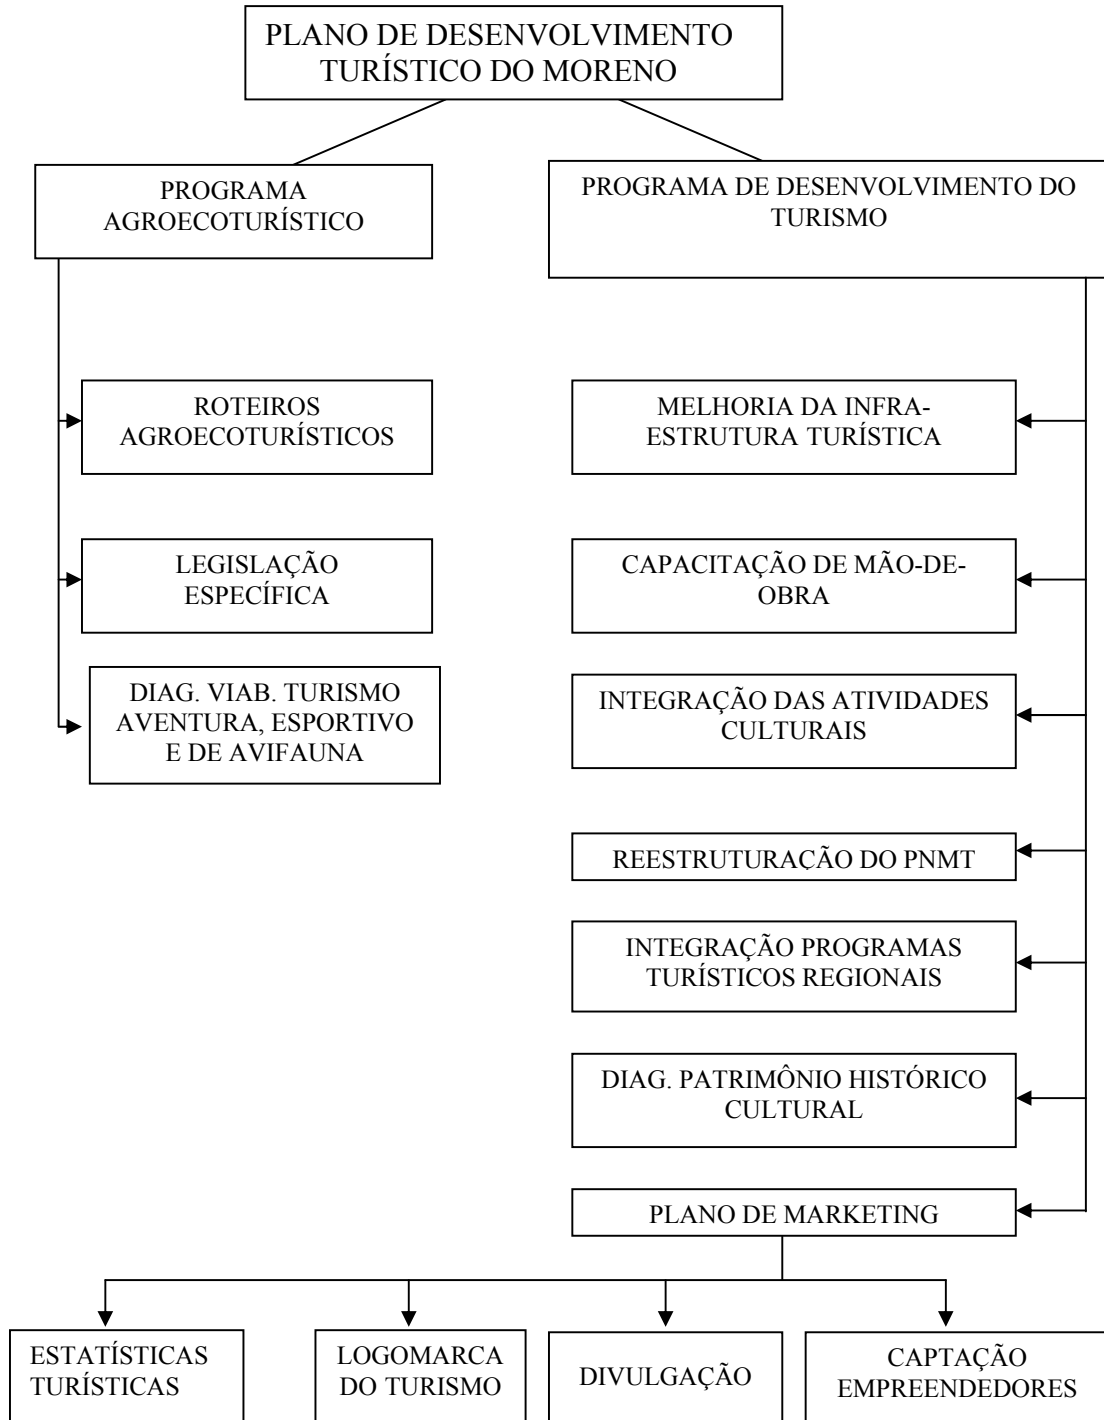 PLANO DE DESENVOLVIMENTO
TURÍSTICO DO MORENO
PROGRAMA
AGROECOTURÍSTICO
PROGRAMA DE DESENVOLVIMENTO DO
TURISMO
ROTEIROS
AGROECOTURÍSTICOS
LEGISLAÇÃO
ESPECÍFICA
DIAG. VIAB. TURISMO
AVENTURA, ESPORTIVO
E DE AVIFAUNA
MELHORIA DA INFRA-
ESTRUTURA TURÍSTICA
CAPACITAÇÃO DE MÃO-DE-
OBRA
INTEGRAÇÃO DAS ATIVIDADES
CULTURAIS
REESTRUTURAÇÃO DO PNMT
INTEGRAÇÃO PROGRAMAS
TURÍSTICOS REGIONAIS
DIAG. PATRIMÔNIO HISTÓRICO
CULTURAL
PLANO DE MARKETING
ESTATÍSTICAS
TURÍSTICAS
LOGOMARCA
DO TURISMO
DIVULGAÇÃO
CAPTAÇÃO
EMPREENDEDORES